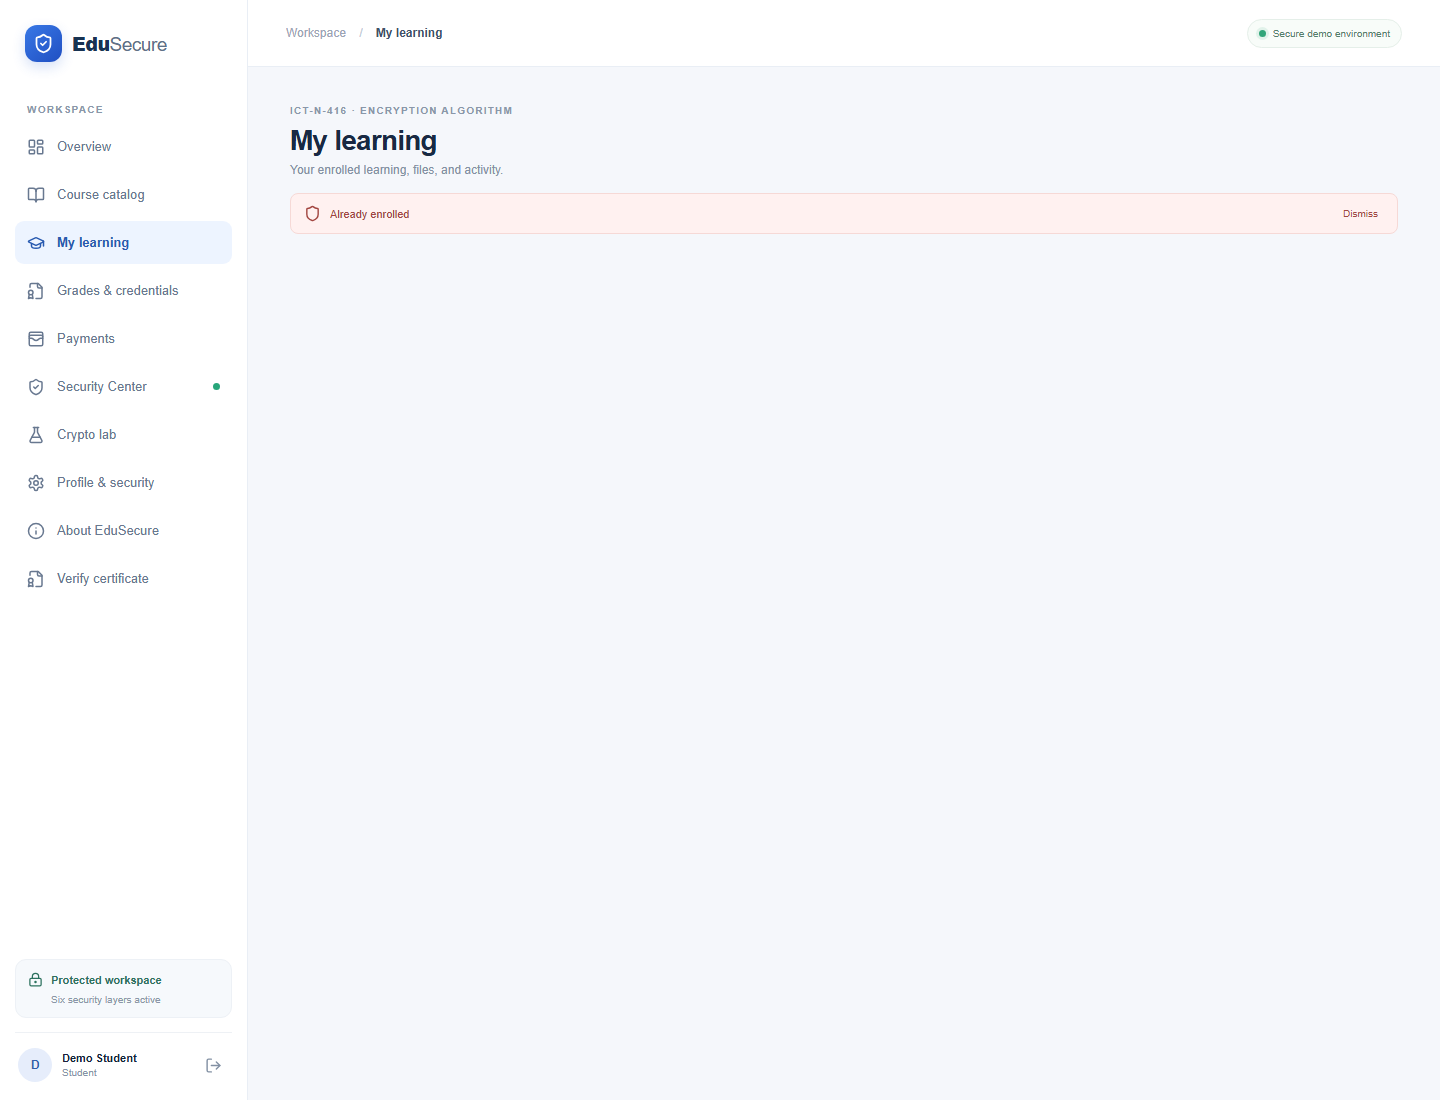 EduSecure
WORKSPACE
Overview
Course catalog
My learning
Grades & credentials
Payments
Security Center
Crypto lab
Profile & security
About EduSecure
Verify certificate
Protected workspace
Six security layers active
D
Demo Student
Student
Workspace / My learning
Secure demo environment
ICT-N-416 · ENCRYPTION ALGORITHM
My learning
Your enrolled learning, files, and activity.
Already enrolled
Dismiss